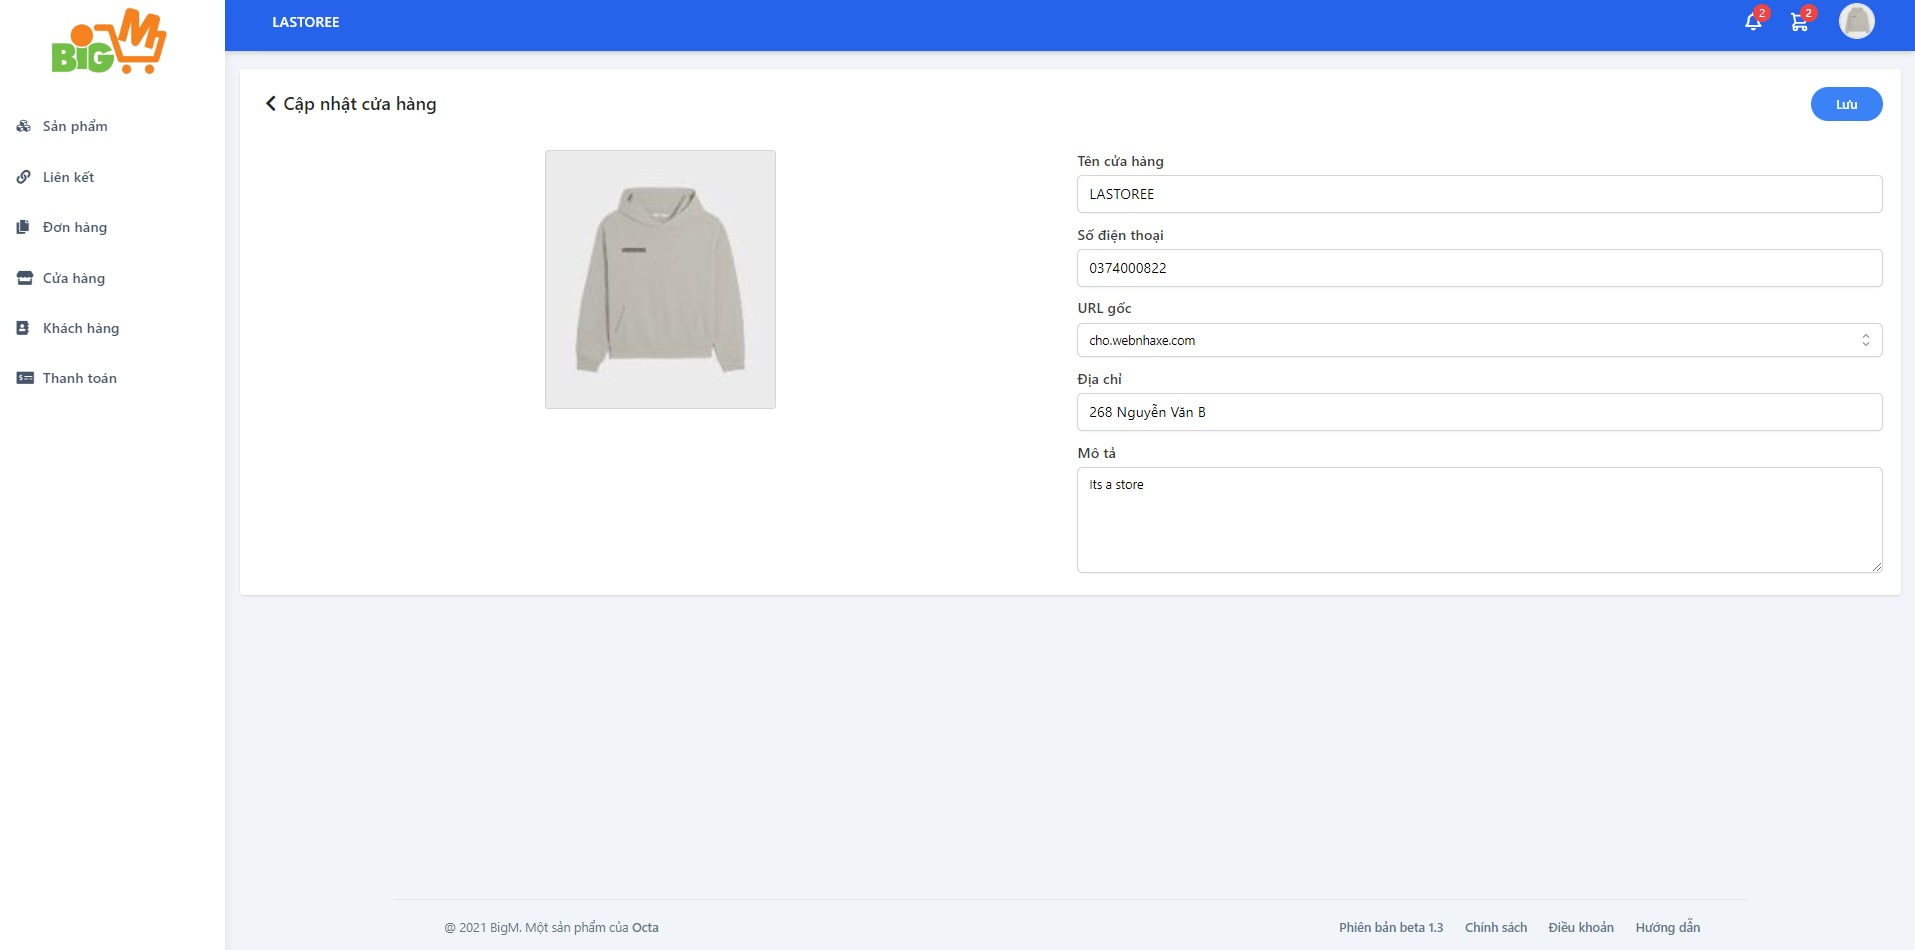 BiG M
LASTOREE
2
2
Sản phẩm
Liên kết
Đơn hàng
Cửa hàng
Khách hàng
Thanh toán
Cập nhật cửa hàng
Lưu
Tên cửa hàng
LASTOREE
Số điện thoại
0374000822
URL gốc
cho.webnhaxe.com
Địa chỉ
268 Nguyễn Văn B
Mô tả
Its a store
@ 2021 BigM. Một sản phẩm của Octa
Phiên bản beta 1.3 Chính sách Điều khoản Hướng dẫn